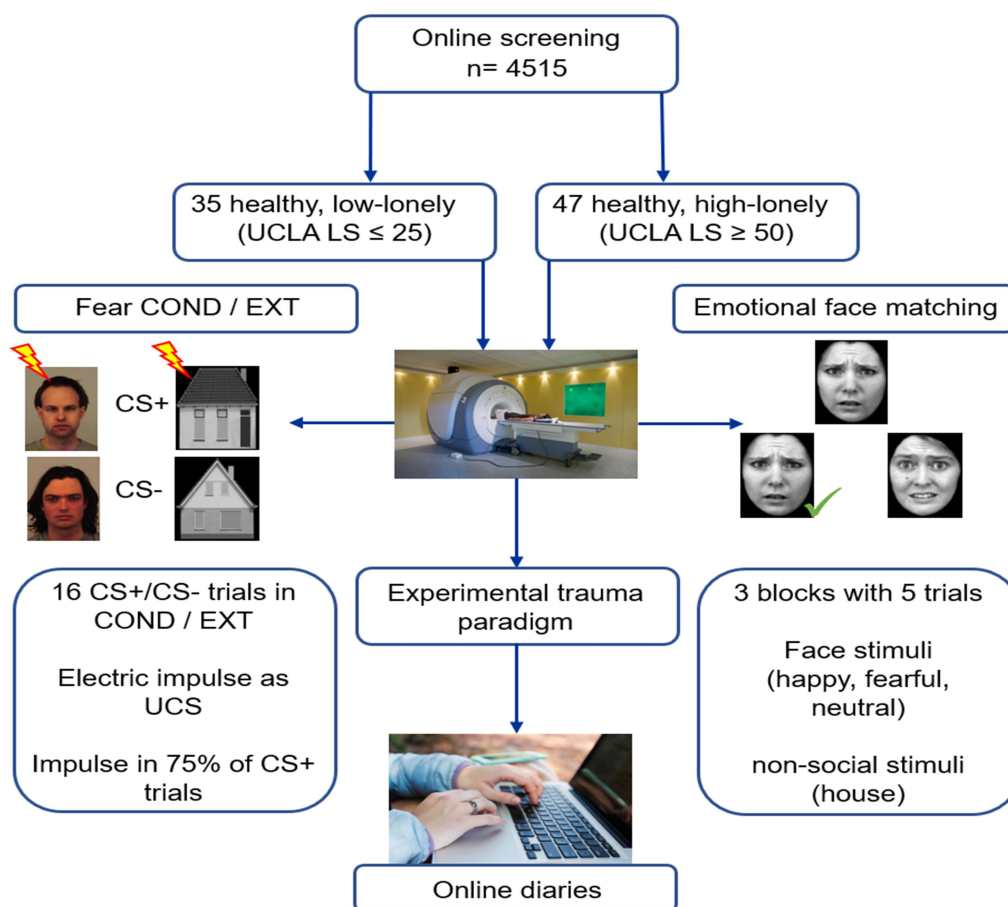 Online screening
n= 4515
35 healthy, low-lonely
(UCLA LS ≤ 25)
47 healthy, high-lonely
(UCLA LS ≥ 50)
Fear COND / EXT
Emotional face matching
CS+
CS-
16 CS+/CS- trials in
COND / EXT
Electric impulse as
UCS
Impulse in 75% of CS+
trials
Experimental trauma
paradigm
3 blocks with 5 trials
Face stimuli
(happy, fearful,
neutral)
non-social stimuli
(house)
Online diaries